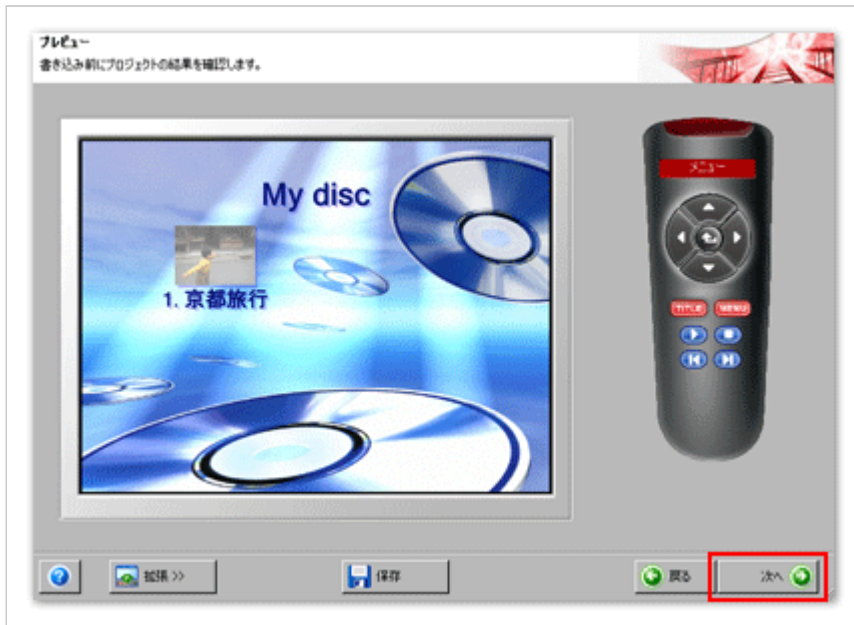 プレビュー
書き込み前にプロジェクトの結果を確認します。
My disc
1. 京都旅行
メニュー
TITLE MENU
拡張 >>
保存
戻る
次へ